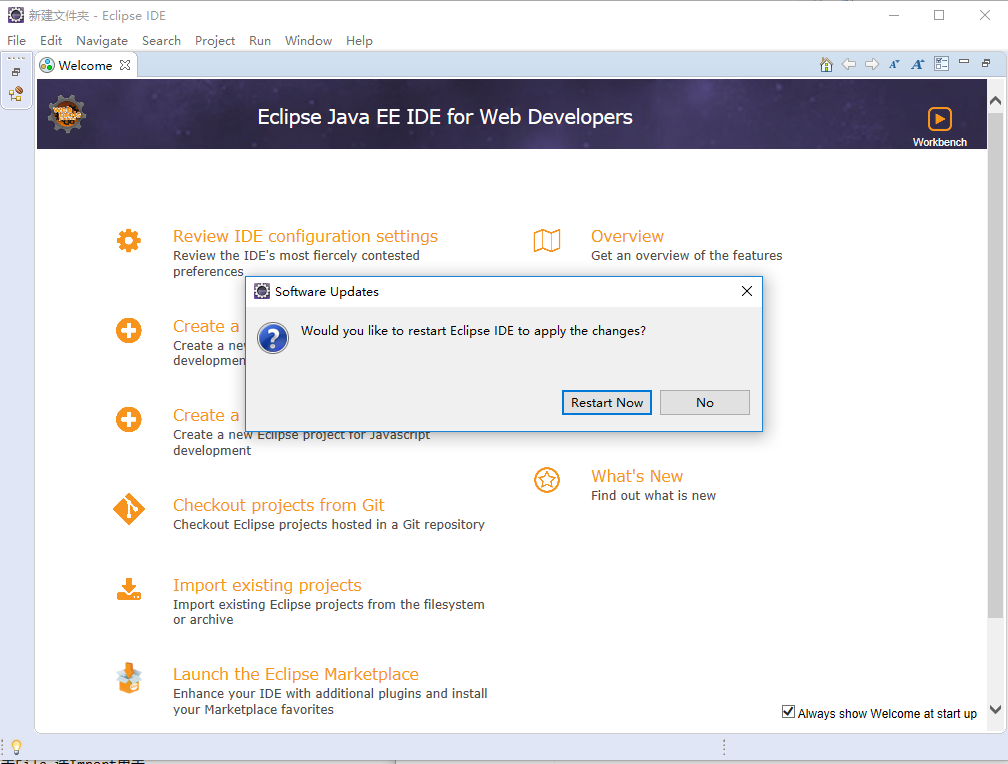 新建文件夹 - Eclipse IDE
File Edit Navigate Search Project Run Window Help
Welcome
Eclipse Java EE IDE for Web Developers
Workbench
Review IDE configuration settings
Review the IDE's most fiercely contested
preferences
Overview
Get an overview of the features
Software Updates
Would you like to restart Eclipse IDE to apply the changes?
Restart Now
No
Create a
Create a new
developmen
Create a
Create a new Eclipse project for Javascript
development
What's New
Find out what is new
Checkout projects from Git
Checkout Eclipse projects hosted in a Git repository
Import existing projects
Import existing Eclipse projects from the filesystem
or archive
Launch the Eclipse Marketplace
Enhance your IDE with additional plugins and install
your Marketplace favorites
Always show Welcome at start up